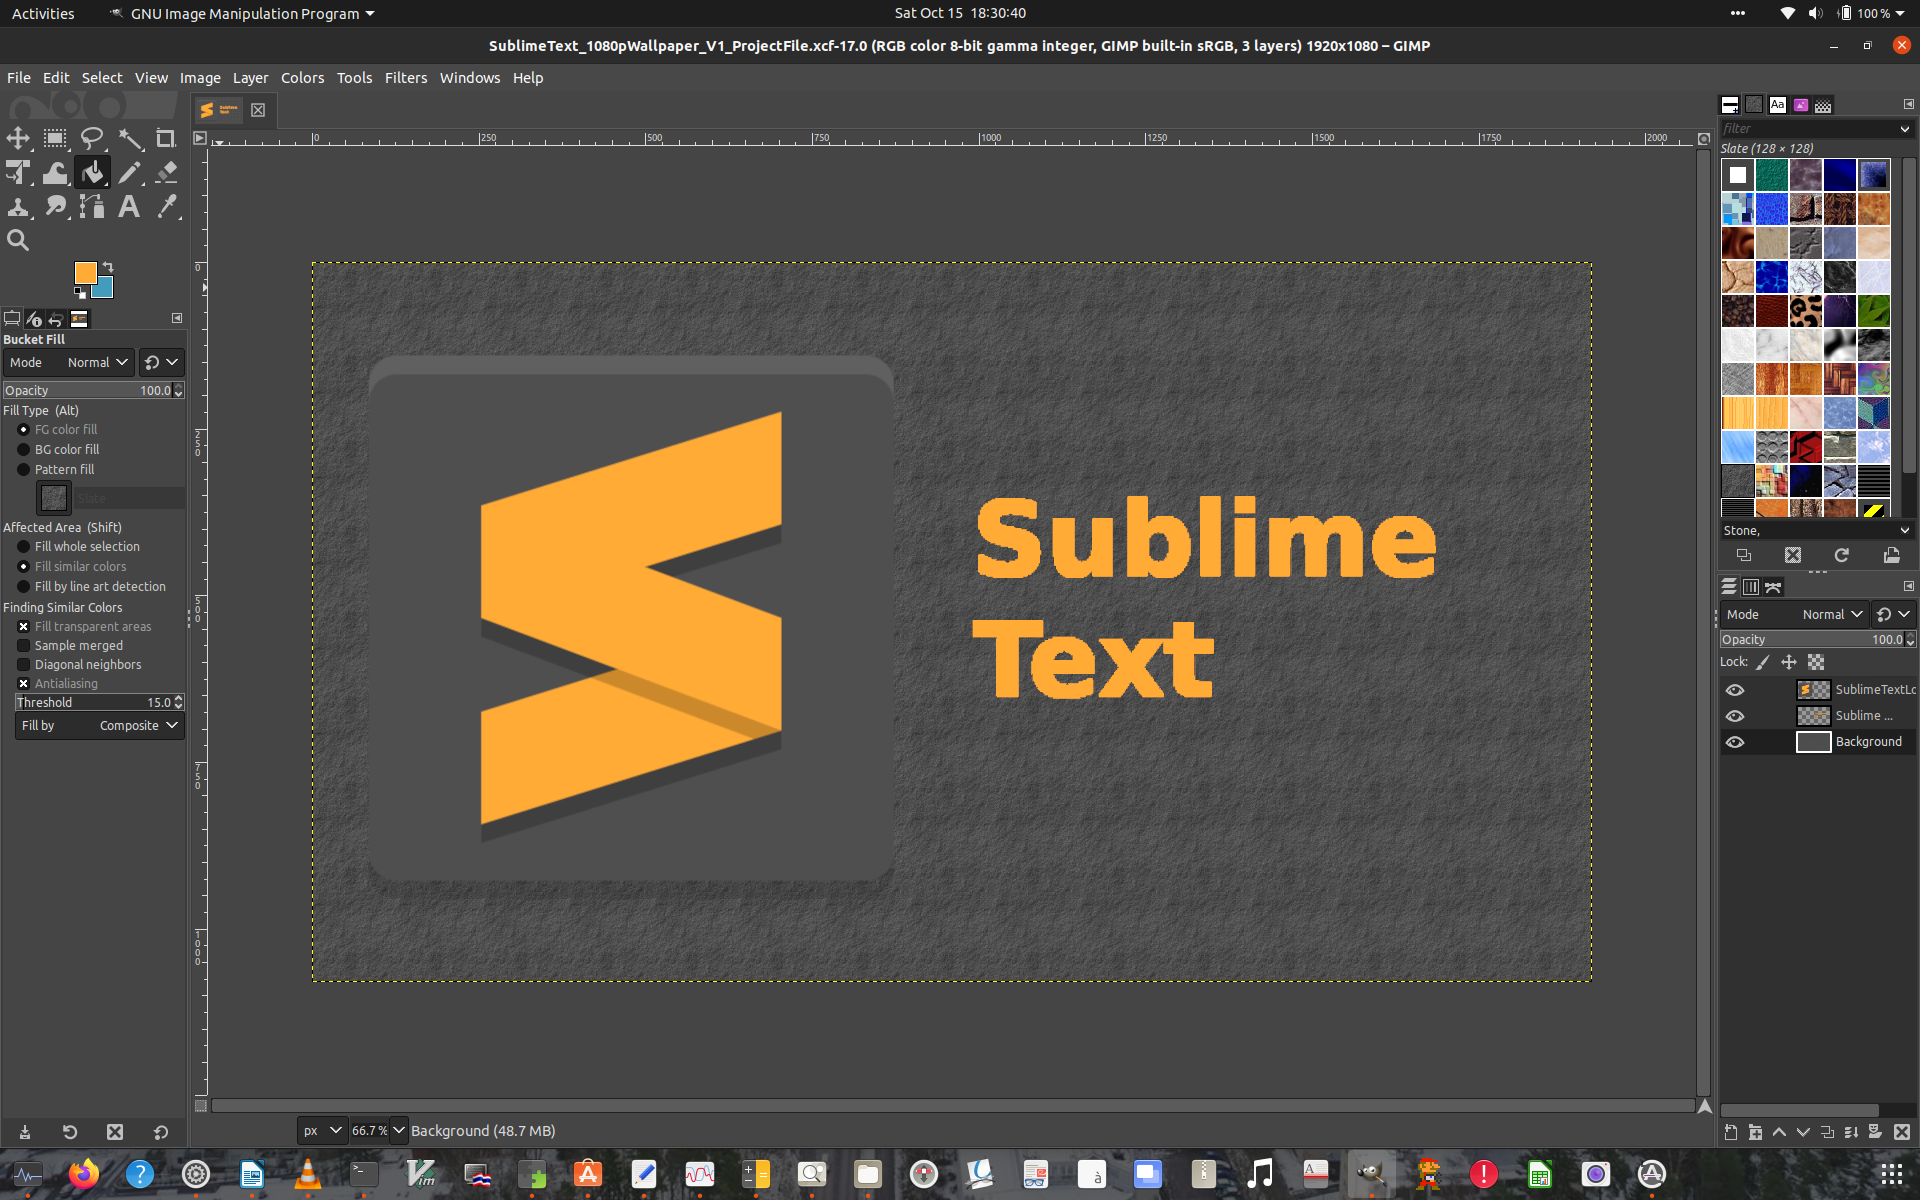 Activities
GNU Image Manipulation Program
Sat Oct 15 18:30:40
100 %
SublimeText_1080pWallpaper_V1_ProjectFile.xcf-17.0 (RGB color 8-bit gamma integer, GIMP built-in sRGB, 3 layers) 1920x1080 – GIMP
File Edit Select View Image Layer Colors Tools Filters Windows Help
0 250 500 750 1000 1250 1500 1750 2000
0
250
500
750
1000
Bucket Fill
Mode Normal
Opacity 100.0
Fill Type (Alt)
FG color fill
BG color fill
Pattern fill
Slate
Affected Area (Shift)
Fill whole selection
Fill similar colors
Fill by line art detection
Finding Similar Colors
Fill transparent areas
Sample merged
Diagonal neighbors
Antialiasing
Threshold 15.0
Fill by Composite
Sublime
Text
px 66.7 % Background (48.7 MB)
Aa
filter
Slate (128 × 128)
Stone,
Mode Normal
Opacity 100.0
Lock:
SublimeTextLo
Sublime ...
Background